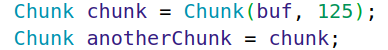 Chunk chunk = Chunk(buf, 125);
Chunk anotherChunk = chunk;